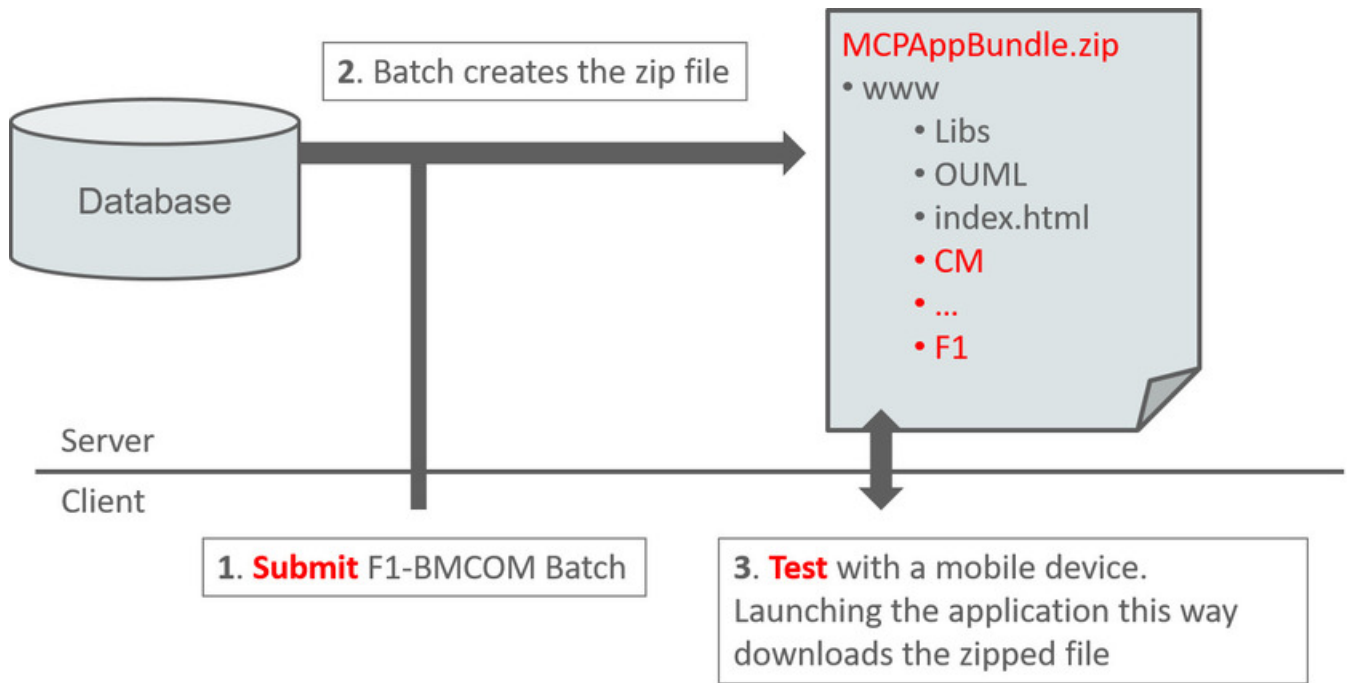 2. Batch creates the zip file
MCPAppBundle.zip
• www
• Libs
• OUML
• index.html
• CM
• ...
• F1
Database
Server
Client
1. Submit F1-BMCOM Batch
3. Test with a mobile device.
Launching the application this way
downloads the zipped file